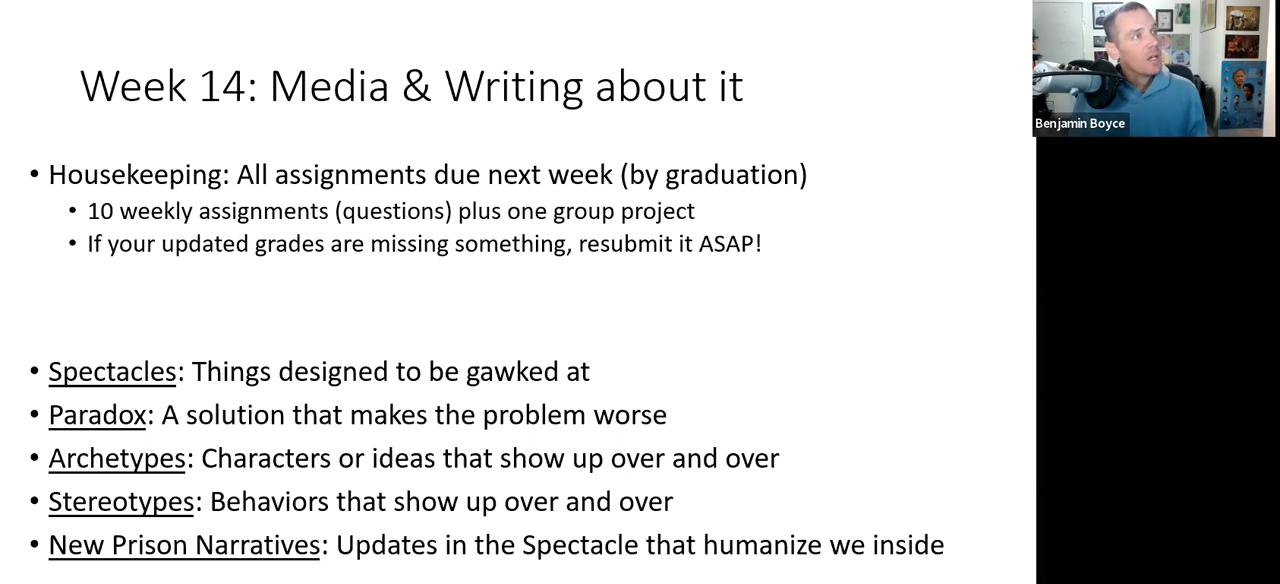 Week 14: Media & Writing about it
Benjamin Boyce
• Housekeeping: All assignments due next week (by graduation)
• 10 weekly assignments (questions) plus one group project
• If your updated grades are missing something, resubmit it ASAP!
• Spectacles: Things designed to be gawked at
• Paradox: A solution that makes the problem worse
• Archetypes: Characters or ideas that show up over and over
• Stereotypes: Behaviors that show up over and over
• New Prison Narratives: Updates in the Spectacle that humanize we inside